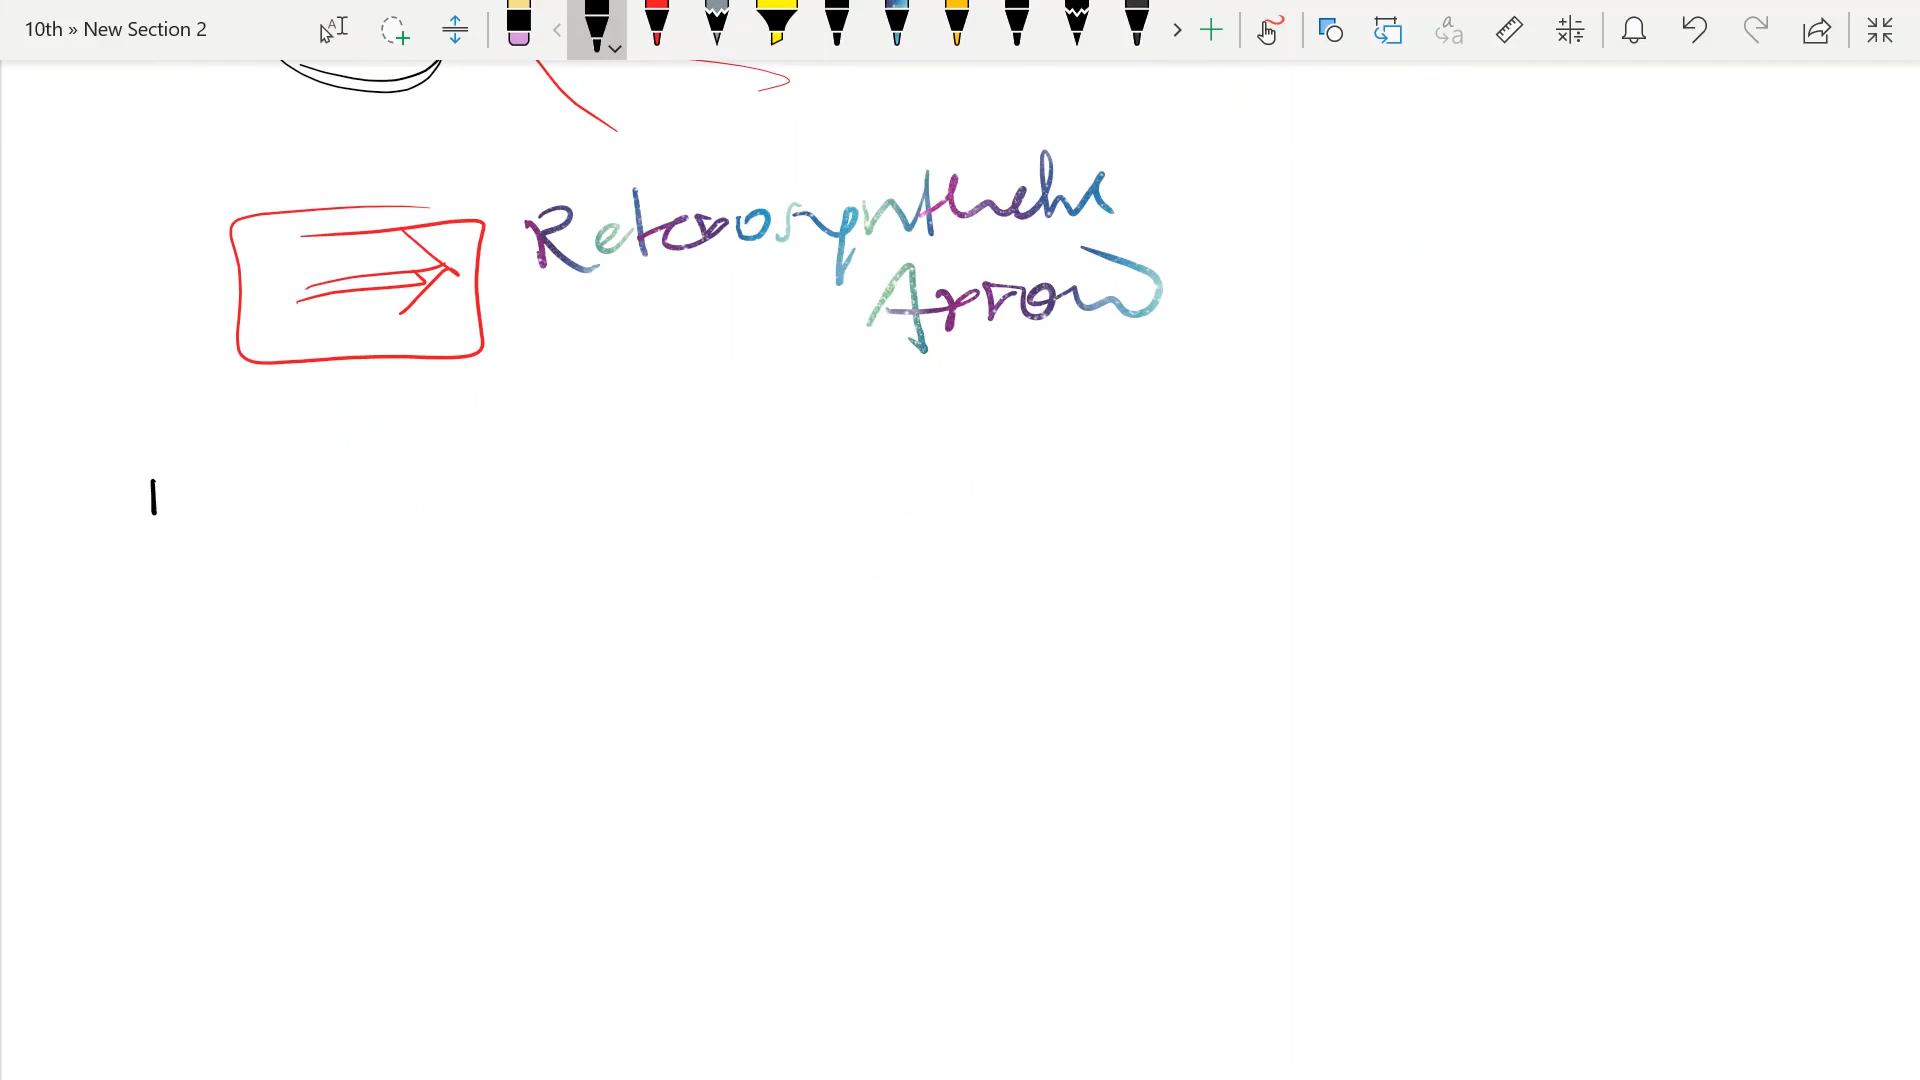 10th » New Section 2
Retrosynthetic
Arrow